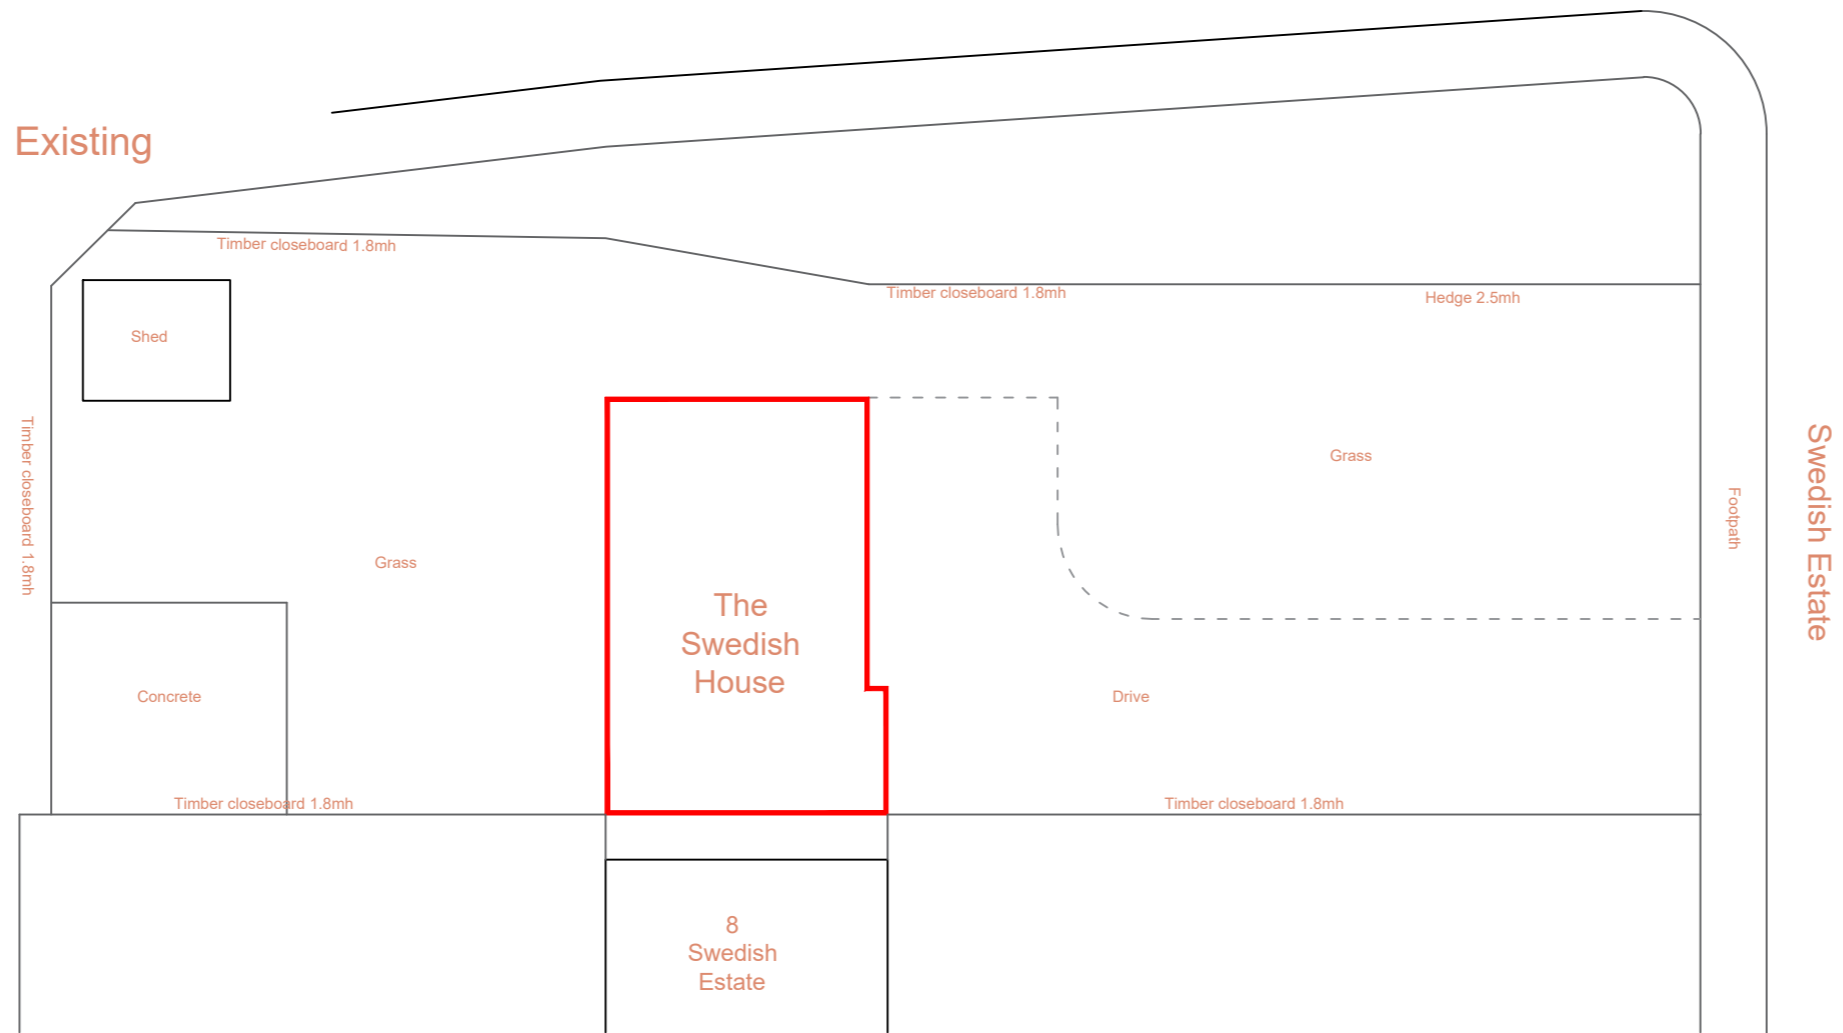 Existing
Timber closeboard 1.8mh
Timber closeboard 1.8mh
Hedge 2.5mh
Shed
Timber closeboard 1.8mh
Grass
Grass
Footpath
Swedish Estate
The
Swedish
House
Concrete
Drive
Timber closeboard 1.8mh
Timber closeboard 1.8mh
8
Swedish
Estate